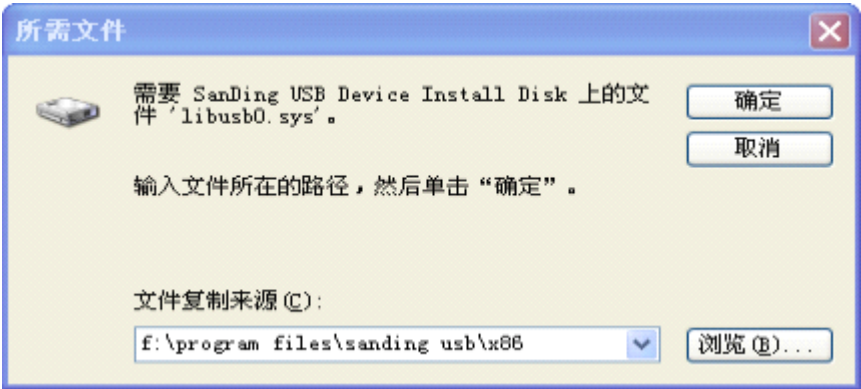 所需文件
需要 SanDing USB Device Install Disk 上的文
件 'libusb0.sys'。
确定
取消
输入文件所在的路径，然后单击“确定”。
文件复制来源(C):
f:\program files\sanding usb\x86
浏览(B)...